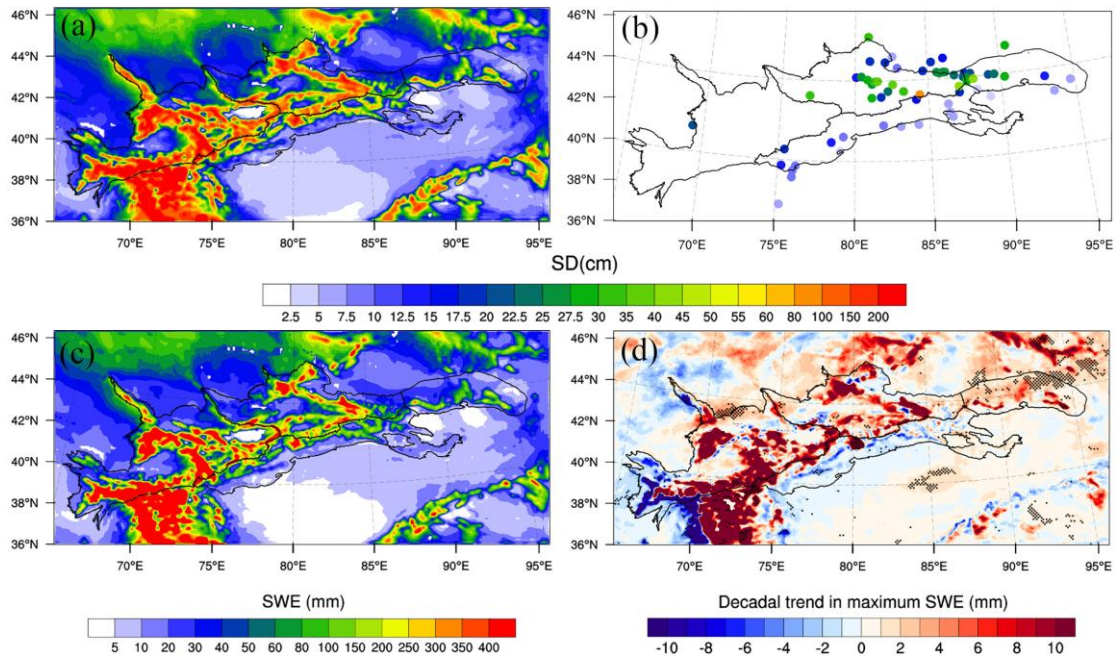 (a)
46°N
44°N
42°N
40°N
38°N
36°N
70°E 75°E 80°E 85°E 90°E 95°E
(b)
46°N
44°N
42°N
40°N
38°N
36°N
70°E 75°E 80°E 85°E 90°E 95°E
SD(cm)
2.5 5 7.5 10 12.5 15 17.5 20 22.5 25 27.5 30 35 40 45 50 55 60 80 100 150 200
(c)
46°N
44°N
42°N
40°N
38°N
36°N
70°E 75°E 80°E 85°E 90°E 95°E
(d)
46°N
44°N
42°N
40°N
38°N
36°N
70°E 75°E 80°E 85°E 90°E 95°E
SWE (mm)
5 10 20 30 40 50 60 80 100 150 200 250 300 350 400
Decadal trend in maximum SWE (mm)
-10 -8 -6 -4 -2 0 2 4 6 8 10